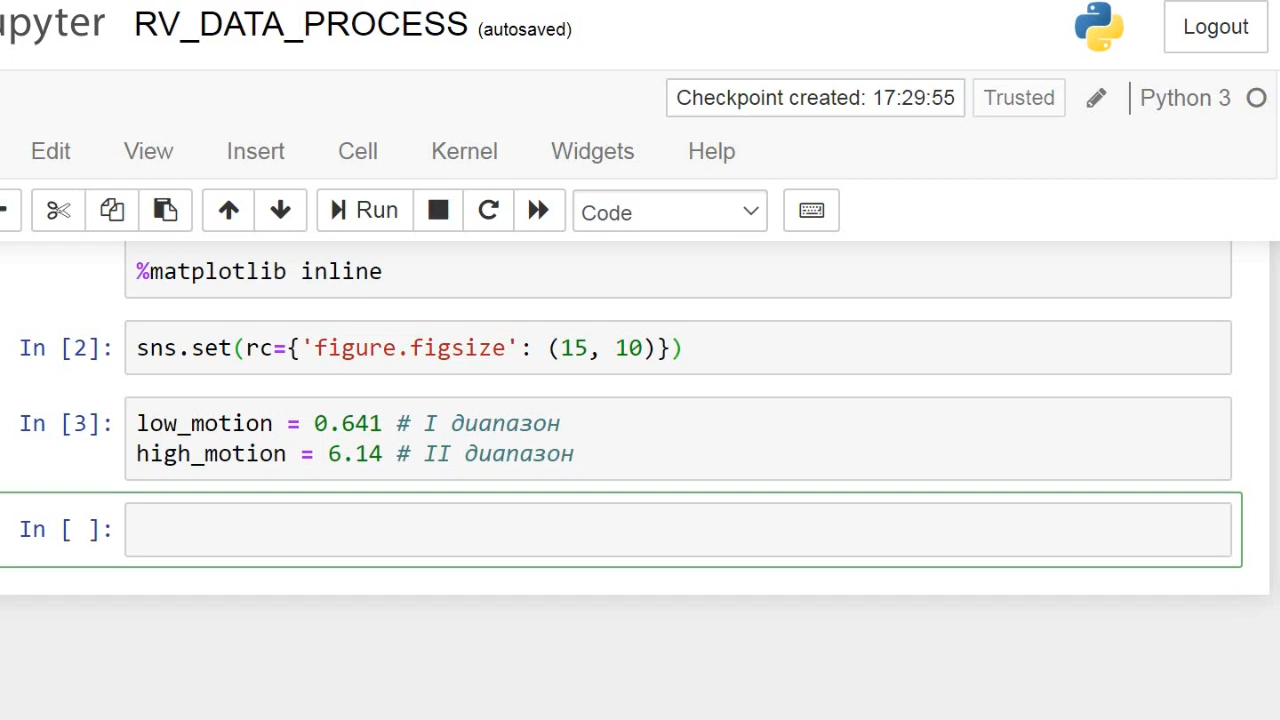 upyter RV_DATA_PROCESS (autosaved)
Logout
Checkpoint created: 17:29:55 Trusted Python 3
Edit View Insert Cell Kernel Widgets Help
Run Code
%matplotlib inline
In [2]: sns.set(rc={'figure.figsize': (15, 10)})
In [3]: low_motion = 0.641 # I диапазон
high_motion = 6.14 # II диапазон
In [ ]: